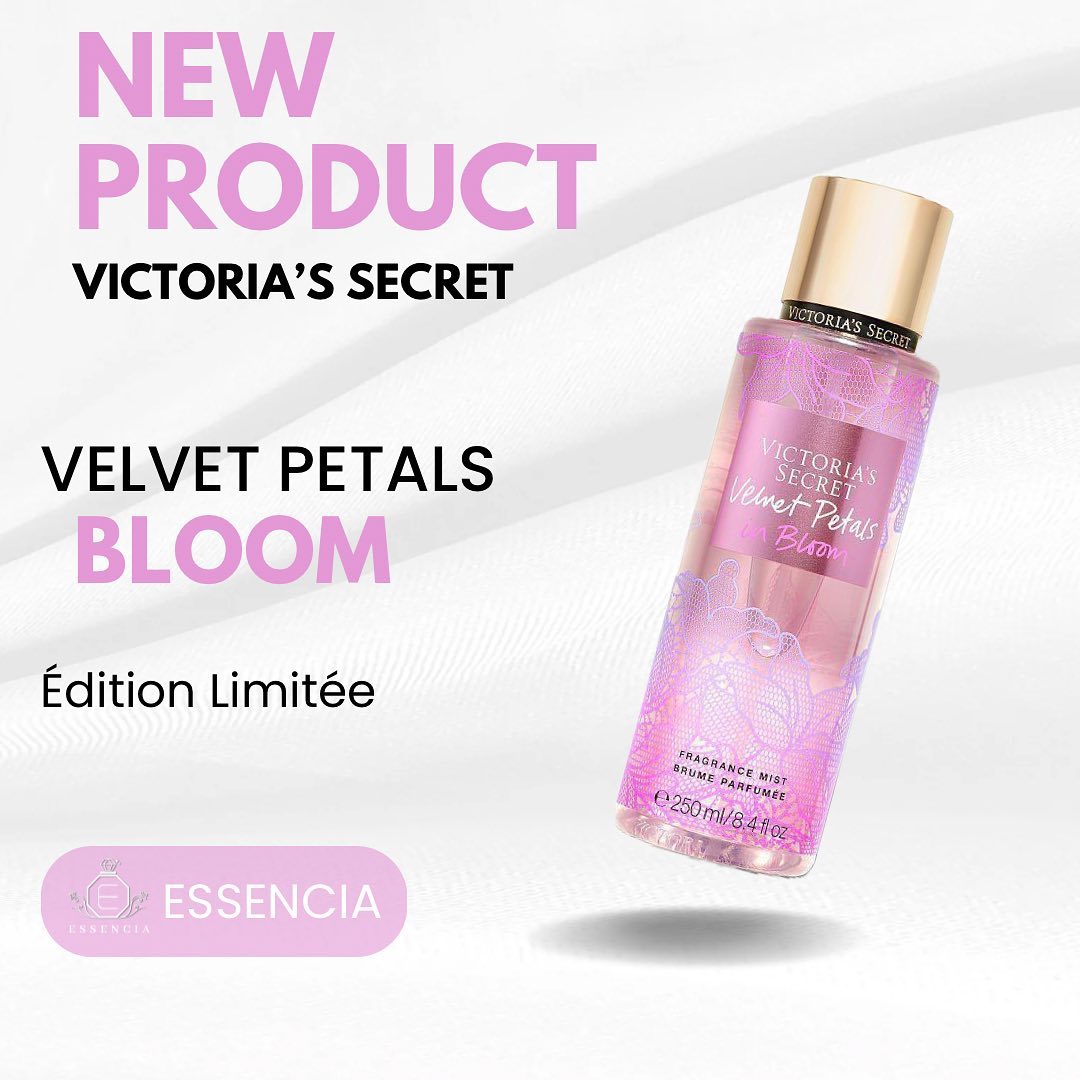 NEW
PRODUCT
VICTORIA’S SECRET
VELVET PETALS
BLOOM
Édition Limitée
E
ESSENCIA
ESSENCIA
VICTORIA'S SECRET
VICTORIA'S
SECRET
Velvet Petals
in Bloom
FRAGRANCE MIST
BRUME PARFUMÉE
℮ 250 ml/8.4 fl oz